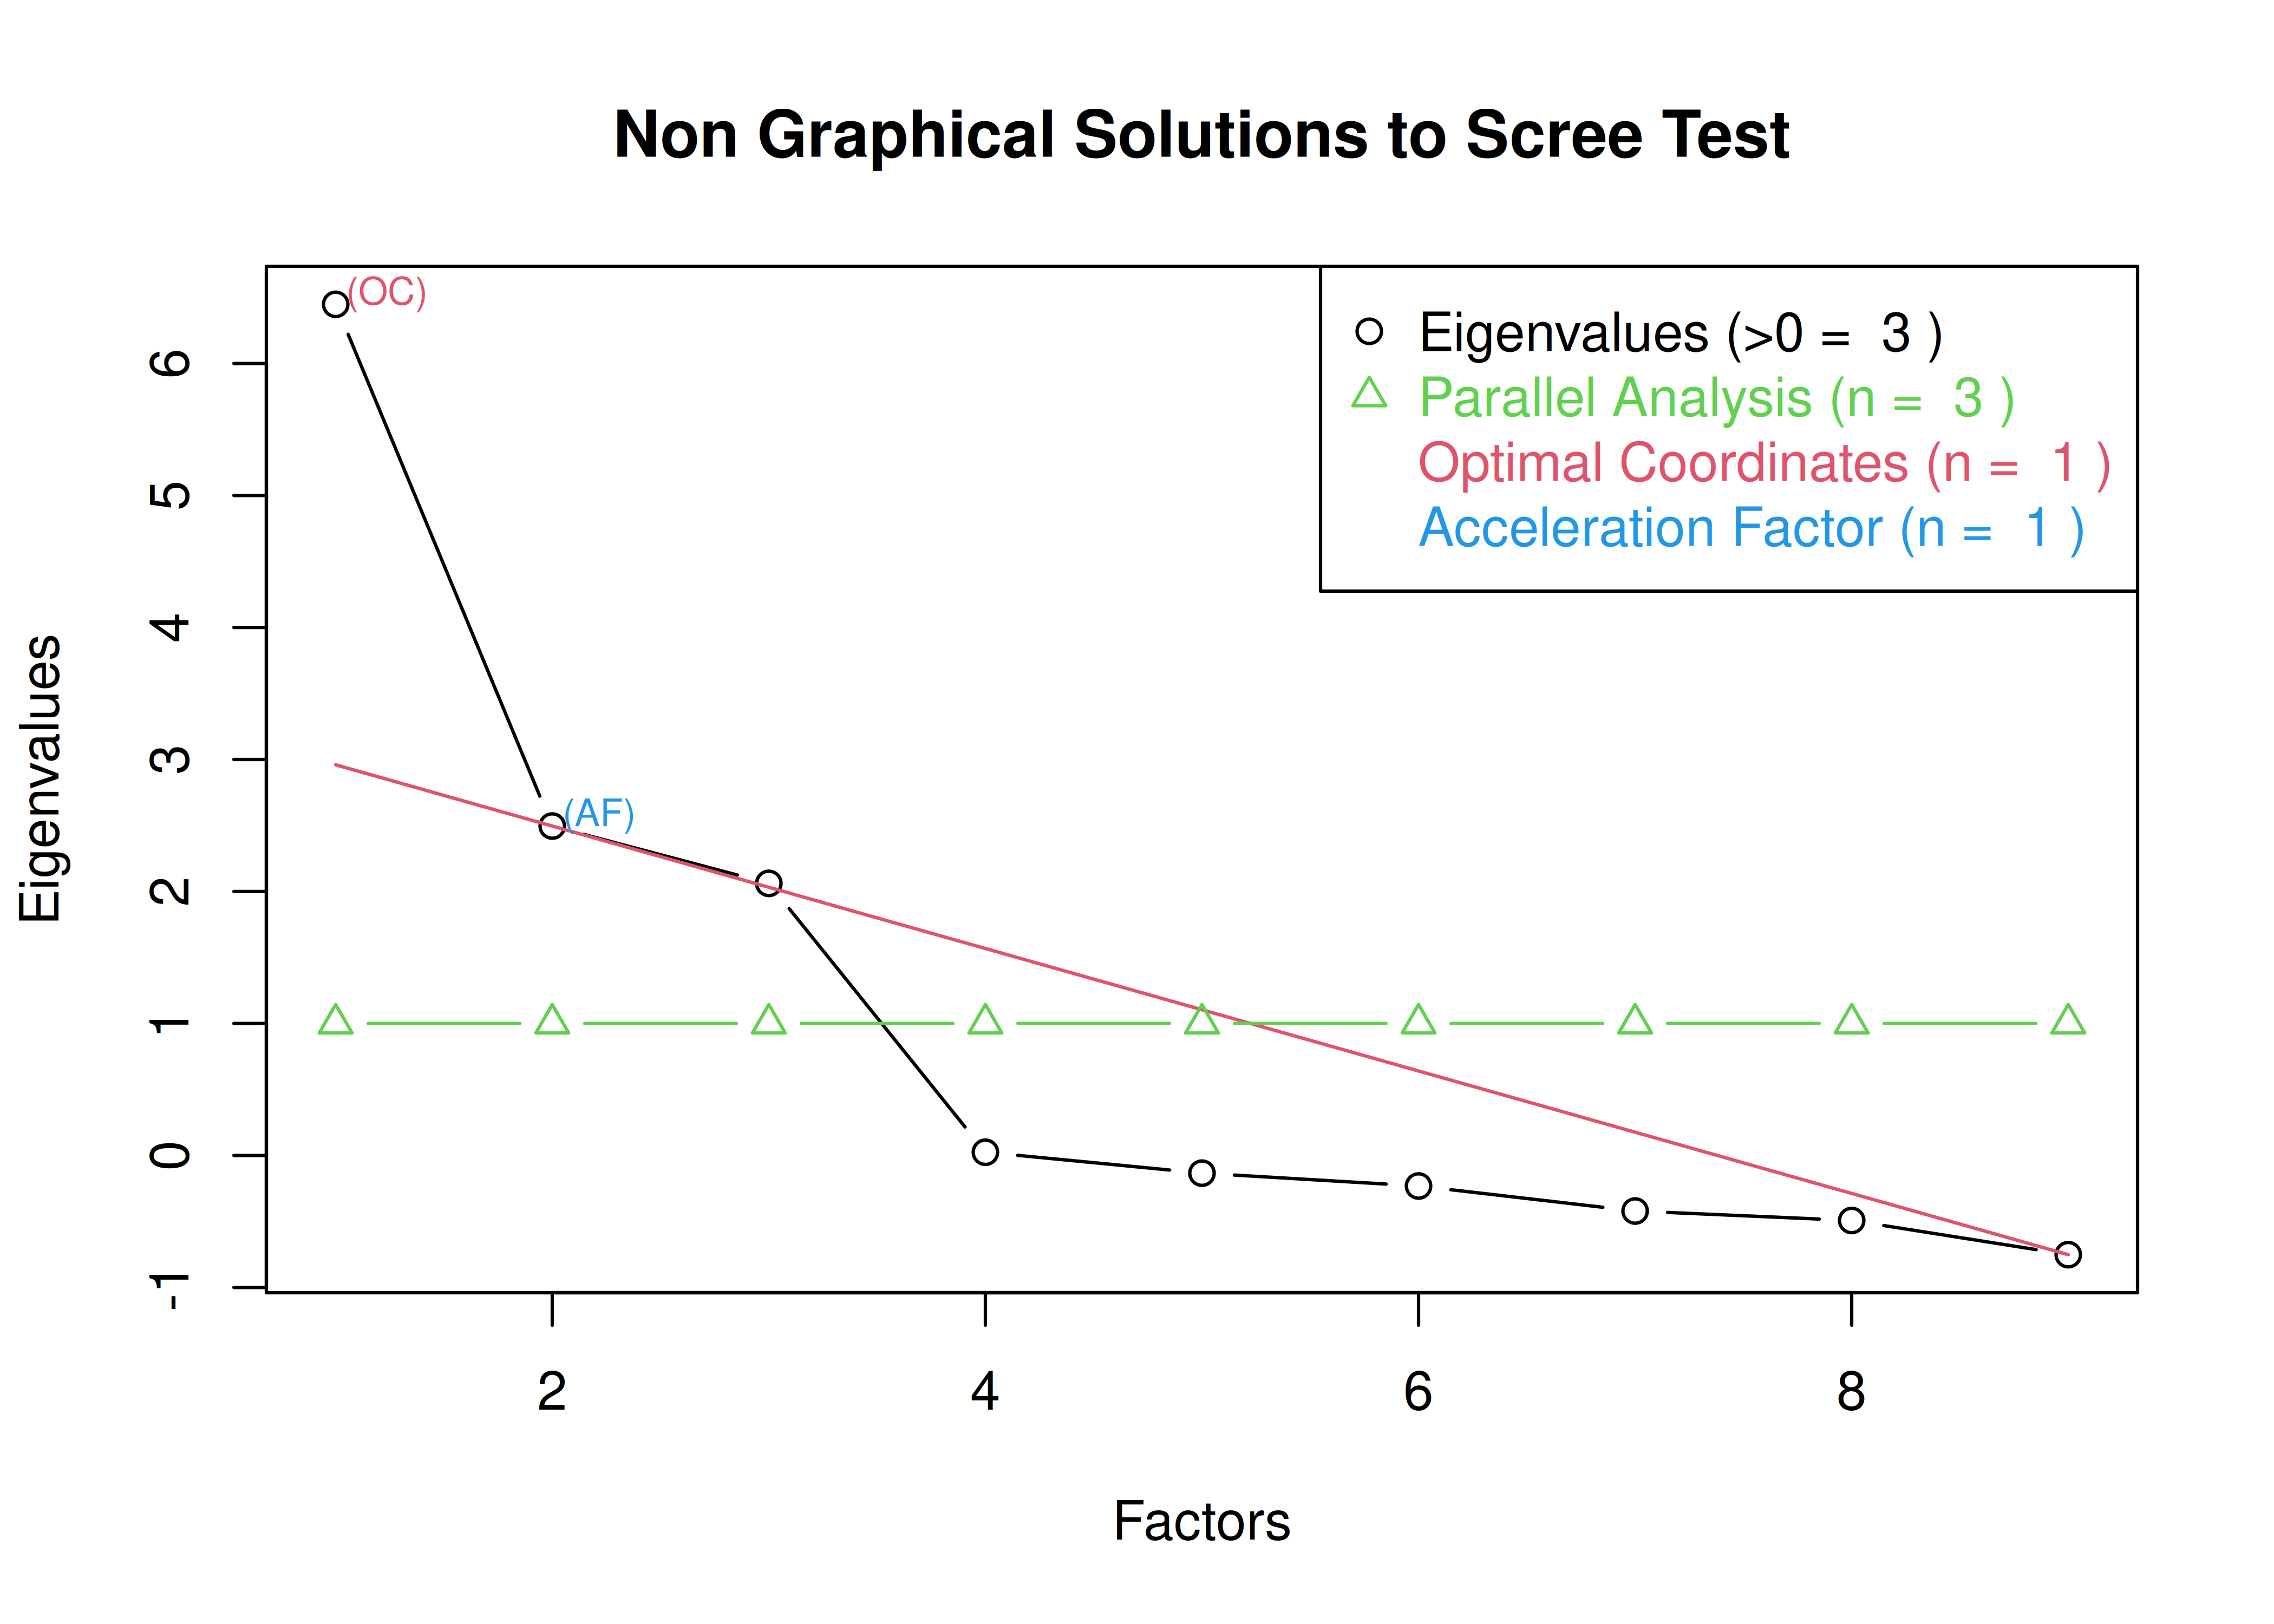 Non Graphical Solutions to Scree Test
(OC)
(AF)
Eigenvalues (>0 =  3 )
Parallel Analysis (n =  3 )
Optimal Coordinates (n =  1 )
Acceleration Factor (n =  1 )
Eigenvalues
6
5
4
3
2
1
0
-1
2
4
6
8
Factors